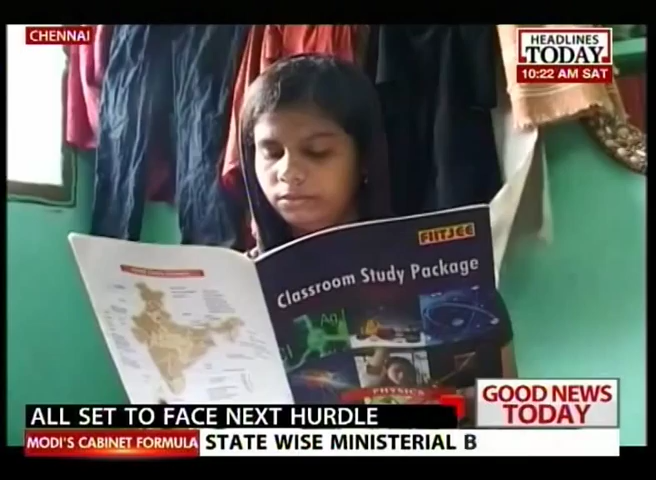 CHENNAI
HEADLINES
TODAY
10:22 AM SAT
FIITJEE
Classroom Study Package
Ag
PHYSICS
GOOD NEWS
TODAY
ALL SET TO FACE NEXT HURDLE
MODI'S CABINET FORMULA
STATE WISE MINISTERIAL B